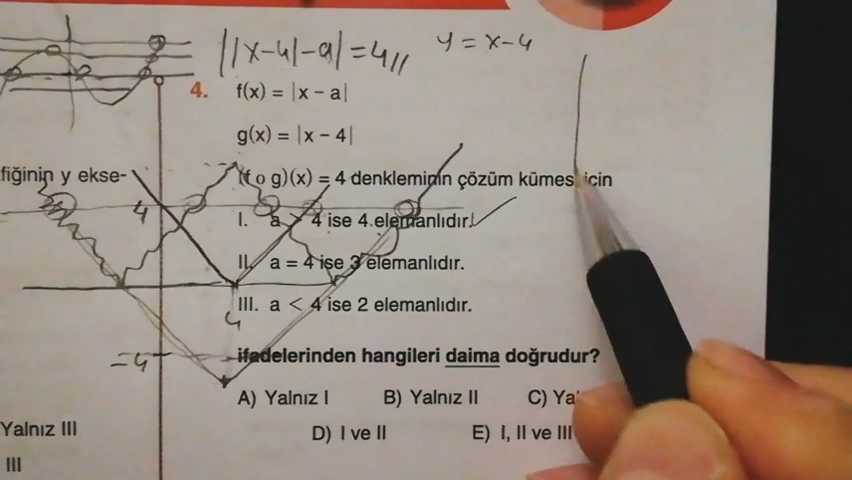 ||x-4|-a|=4//
y = x-4
4. f(x) = |x - a|
g(x) = |x - 4|
fiğinin y ekse-
(f o g)(x) = 4 denkleminin çözüm kümesi için
4
I. a > 4 ise 4 elemanlıdır.
II. a = 4 ise 3 elemanlıdır.
III. a < 4 ise 2 elemanlıdır.
4
-4
ifadelerinden hangileri daima doğrudur?
A) Yalnız I B) Yalnız II C) Ya
Yalnız III
D) I ve II E) I, II ve III
III